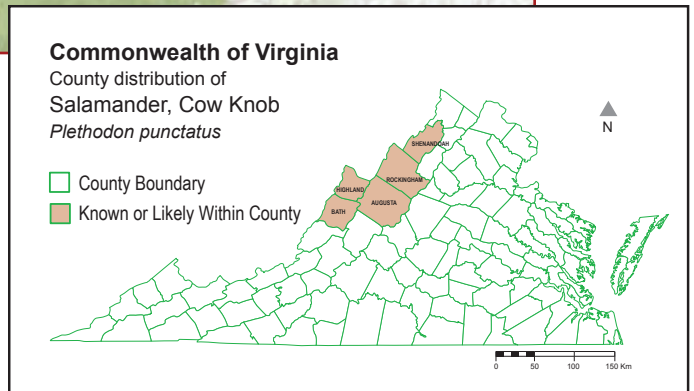 Commonwealth of Virginia
County distribution of
Salamander, Cow Knob
Plethodon punctatus
N
County Boundary
Known or Likely Within County
SHENANDOAH
ROCKINGHAM
HIGHLAND
AUGUSTA
BATH
0 50 100 150 Km